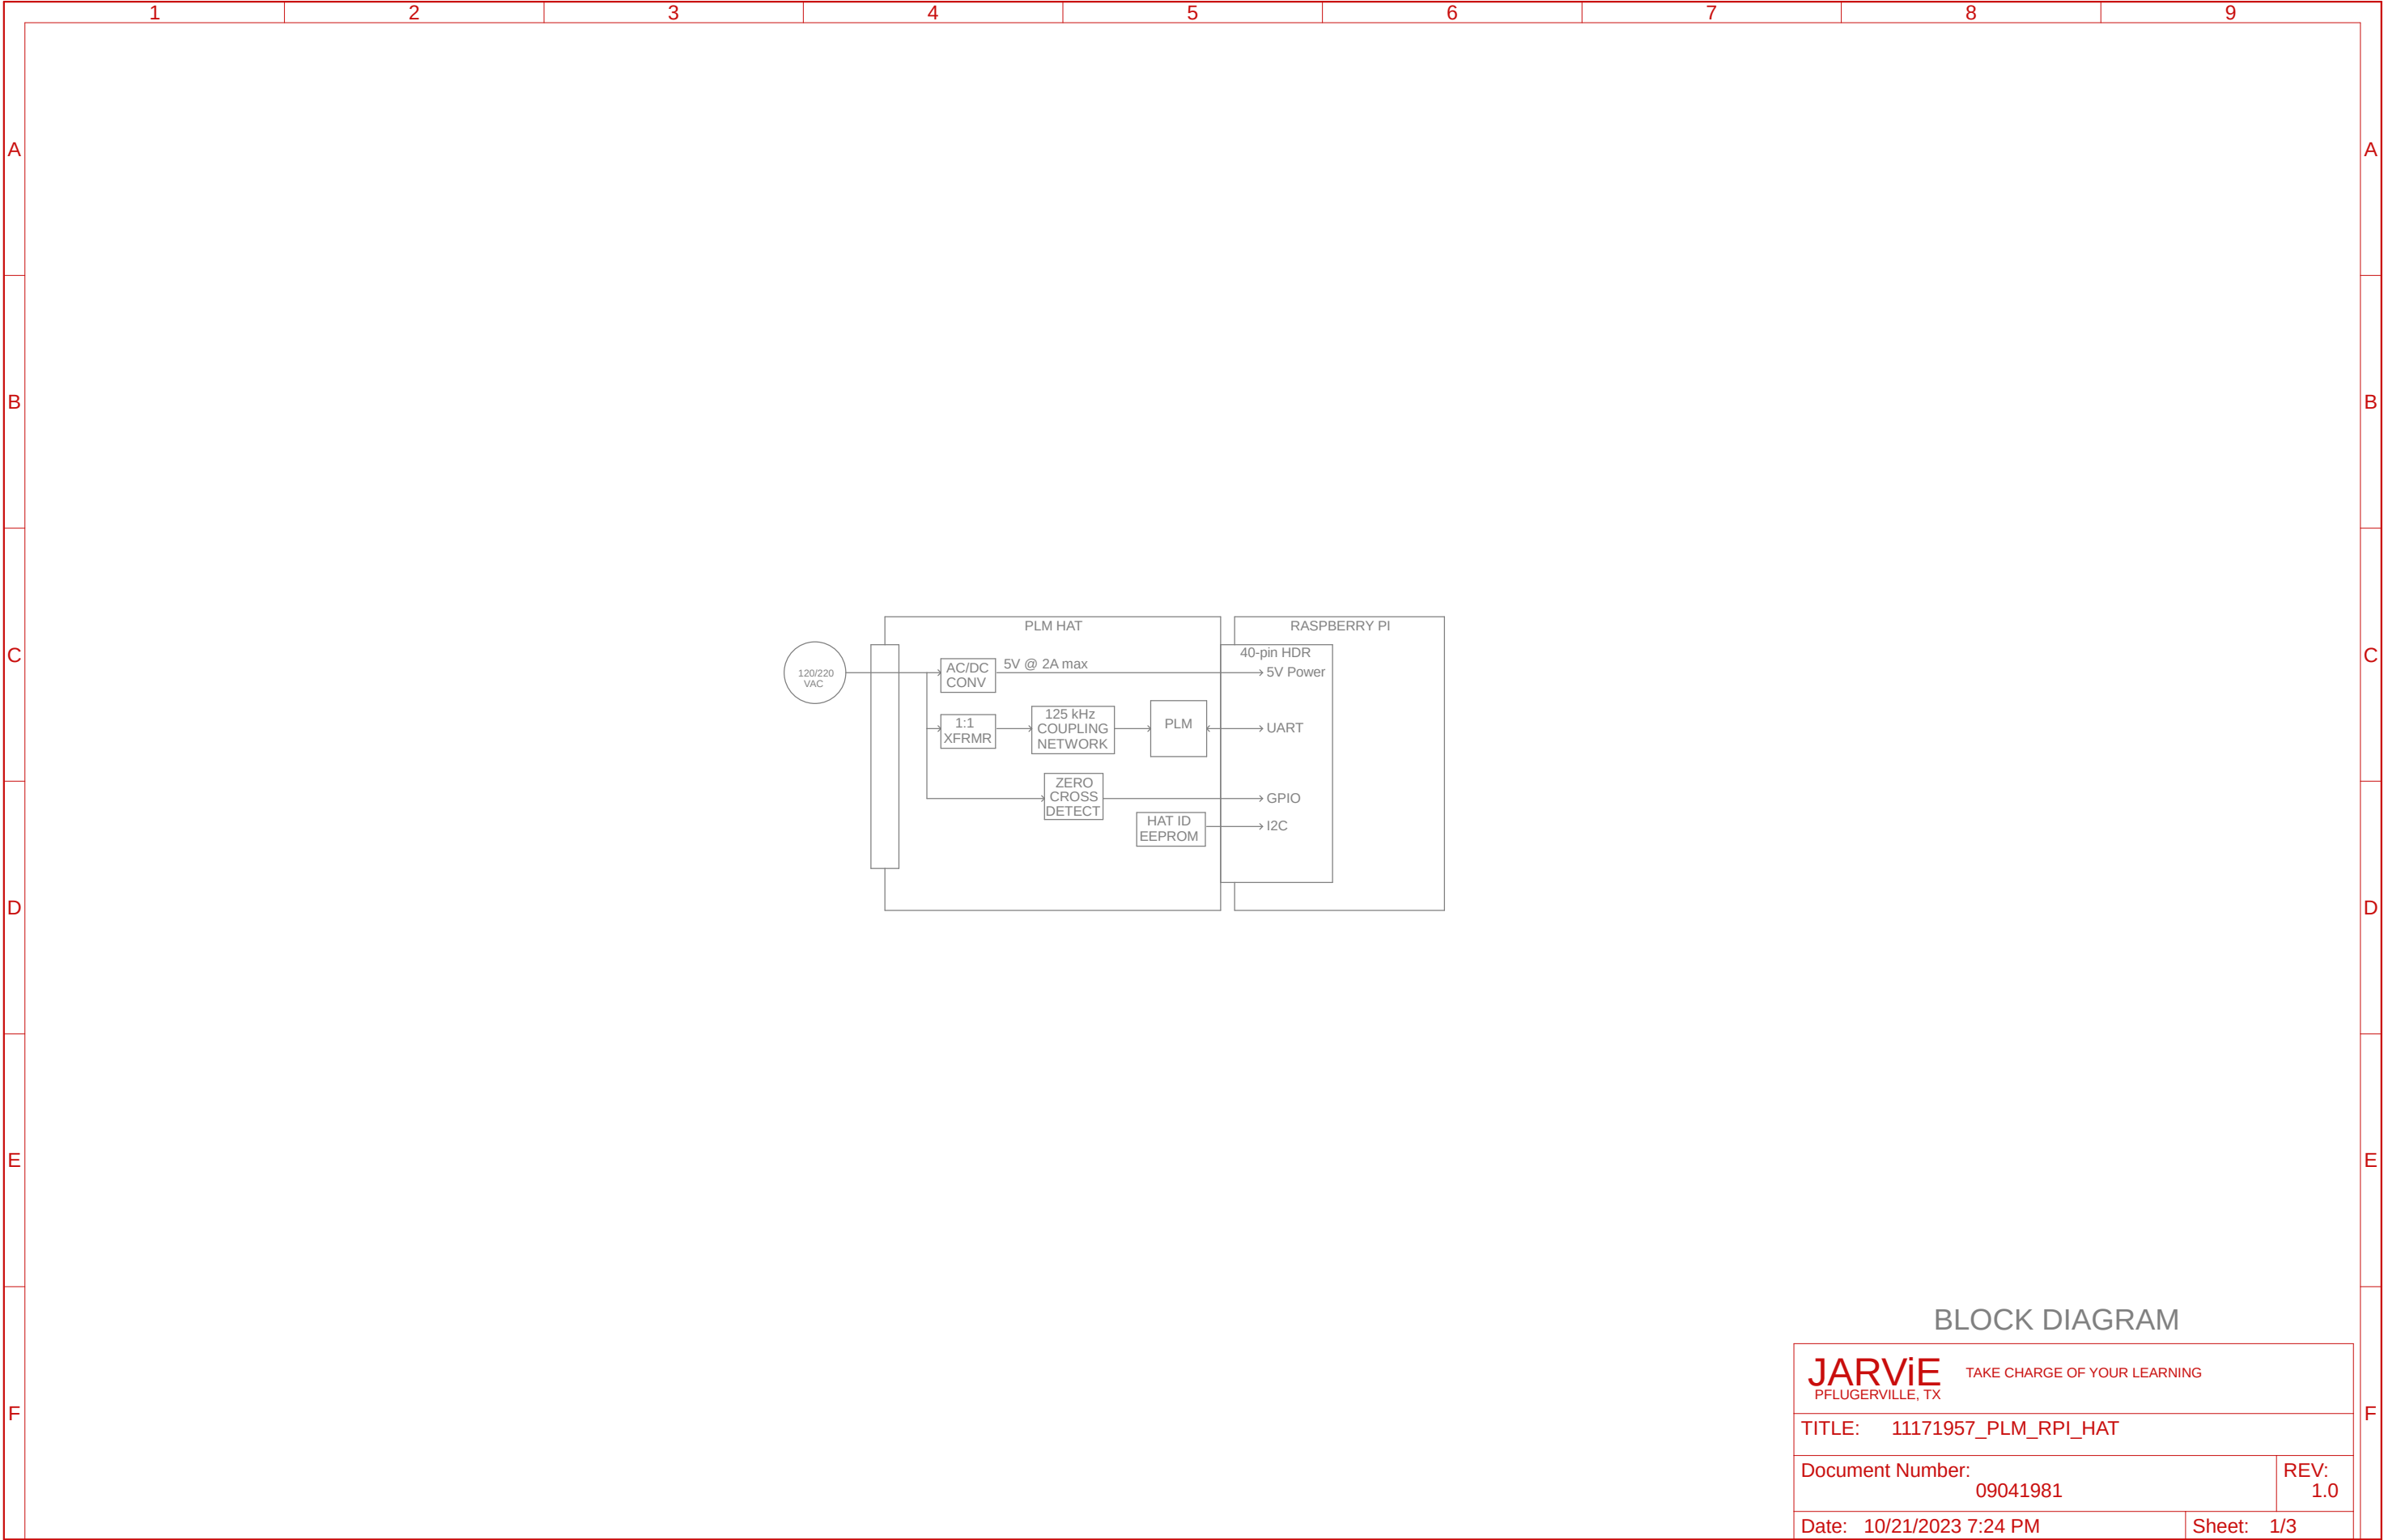 1 2 3 4 5 6 7 8 9
A A
B B
C C
D D
E E
F F
PLM HAT
RASPBERRY PI
120/220
VAC
AC/DC
CONV
5V @ 2A max
40-pin HDR
5V Power
1:1
XFRMR
125 kHz
COUPLING
NETWORK
PLM
UART
ZERO
CROSS
DETECT
GPIO
HAT ID
EEPROM
I2C
BLOCK DIAGRAM
JARViE
TAKE CHARGE OF YOUR LEARNING
PFLUGERVILLE, TX
TITLE: 11171957_PLM_RPI_HAT
Document Number:
09041981
REV:
1.0
Date: 10/21/2023 7:24 PM
Sheet: 1/3